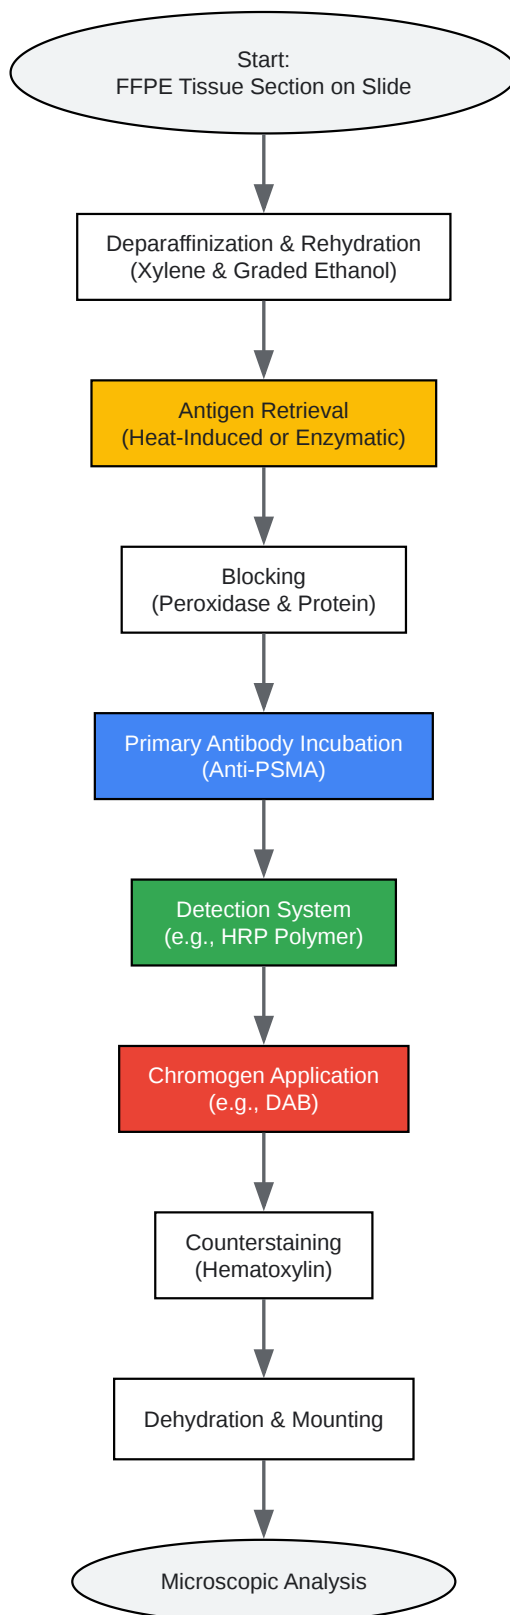 Start:
FFPE Tissue Section on Slide
Deparaffinization & Rehydration
(Xylene & Graded Ethanol)
Antigen Retrieval
(Heat-Induced or Enzymatic)
Blocking
(Peroxidase & Protein)
Primary Antibody Incubation
(Anti-PSMA)
Detection System
(e.g., HRP Polymer)
Chromogen Application
(e.g., DAB)
Counterstaining
(Hematoxylin)
Dehydration & Mounting
Microscopic Analysis